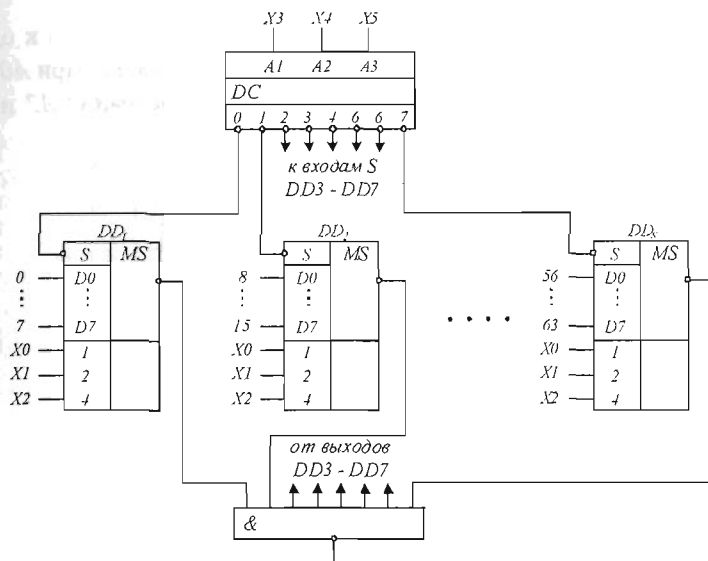 X3 X4 X5
A1 A2 A3
DC
0 1 2 3 4 6 6 7
к входам S
DD3 - DD7
DD1
S MS
0 D0
7 D7
X0 1
X1 2
X2 4
S MS
8 D0
15 D7
X0 1
X1 2
X2 4
S MS
56 D0
63 D7
X0 1
X1 2
X2 4
от выходов
DD3 - DD7
&